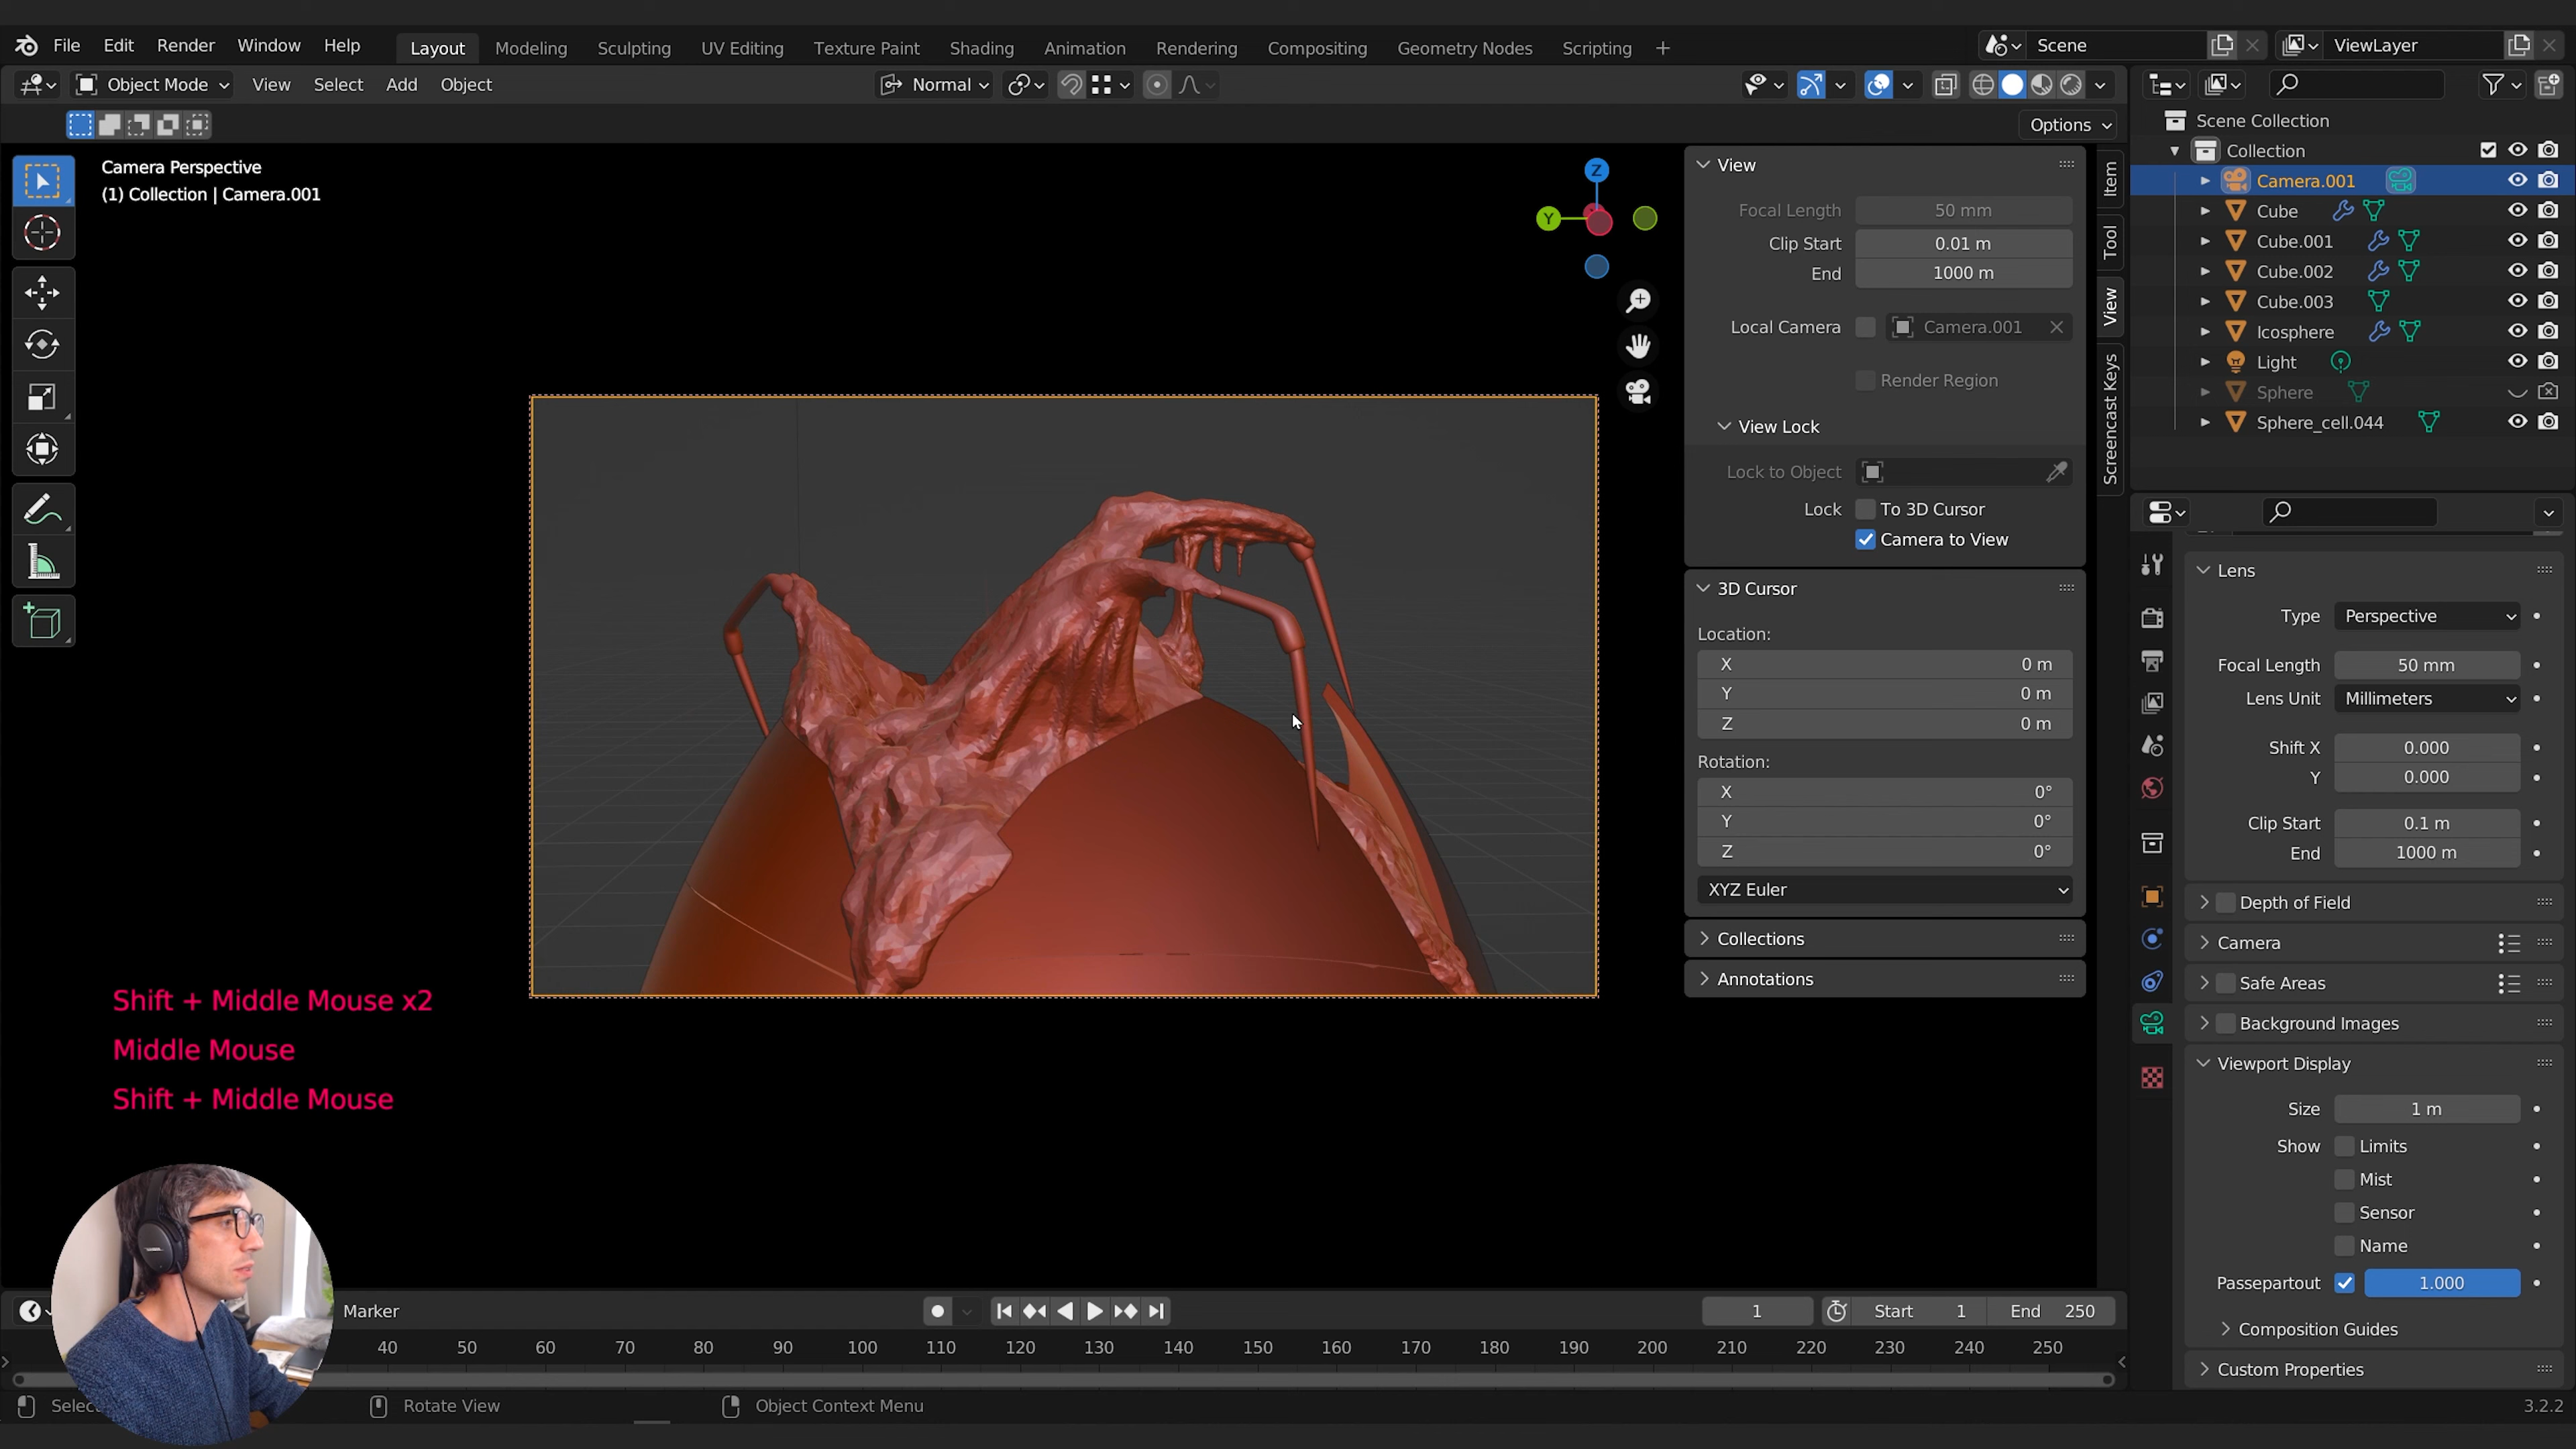 File Edit Render Window Help Layout Modeling Sculpting UV Editing Texture Paint Shading Animation Rendering Compositing Geometry Nodes Scripting + Scene ViewLayer
Object Mode View Select Add Object Normal
Options
Camera Perspective
(1) Collection | Camera.001
Z
Y
View
Focal Length 50 mm
Clip Start 0.01 m
End 1000 m
Local Camera Camera.001
Render Region
View Lock
Lock to Object
Lock To 3D Cursor
Camera to View
3D Cursor
Location:
X 0 m
Y 0 m
Z 0 m
Rotation:
X 0°
Y 0°
Z 0°
XYZ Euler
Collections
Annotations
Item
Tool
View
Screencast Keys
Scene Collection
Collection
Camera.001
Cube
Cube.001
Cube.002
Cube.003
Icosphere
Light
Sphere
Sphere_cell.044
Lens
Type Perspective
Focal Length 50 mm
Lens Unit Millimeters
Shift X 0.000
Y 0.000
Clip Start 0.1 m
End 1000 m
Depth of Field
Camera
Safe Areas
Background Images
Viewport Display
Size 1 m
Show Limits
Mist
Sensor
Name
Passepartout 1.000
Composition Guides
Custom Properties
Shift + Middle Mouse x2
Middle Mouse
Shift + Middle Mouse
Marker 1 Start 1 End 250
40 50 60 70 80 90 100 110 120 130 140 150 160 170 180 190 200 210 220 230 240 250
Rotate View Object Context Menu 3.2.2